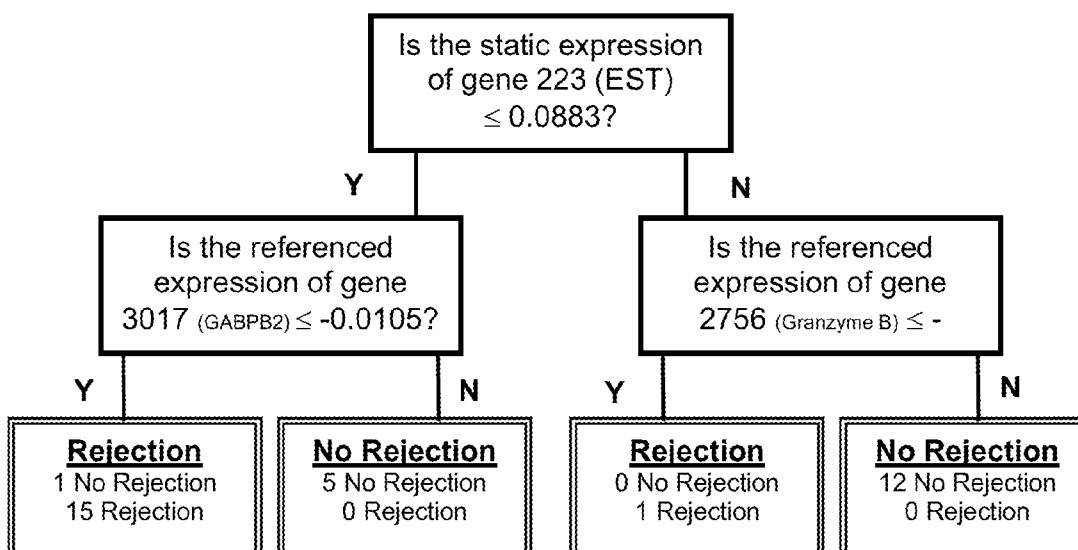 Is the static expression
of gene 223 (EST)
≤ 0.0883?
Y
N
Is the referenced
expression of gene
3017 (GABPB2) ≤ -0.0105?
Is the referenced
expression of gene
2756 (Granzyme B) ≤ -
Y
N
Y
N
Rejection
1 No Rejection
15 Rejection
No Rejection
5 No Rejection
0 Rejection
Rejection
0 No Rejection
1 Rejection
No Rejection
12 No Rejection
0 Rejection